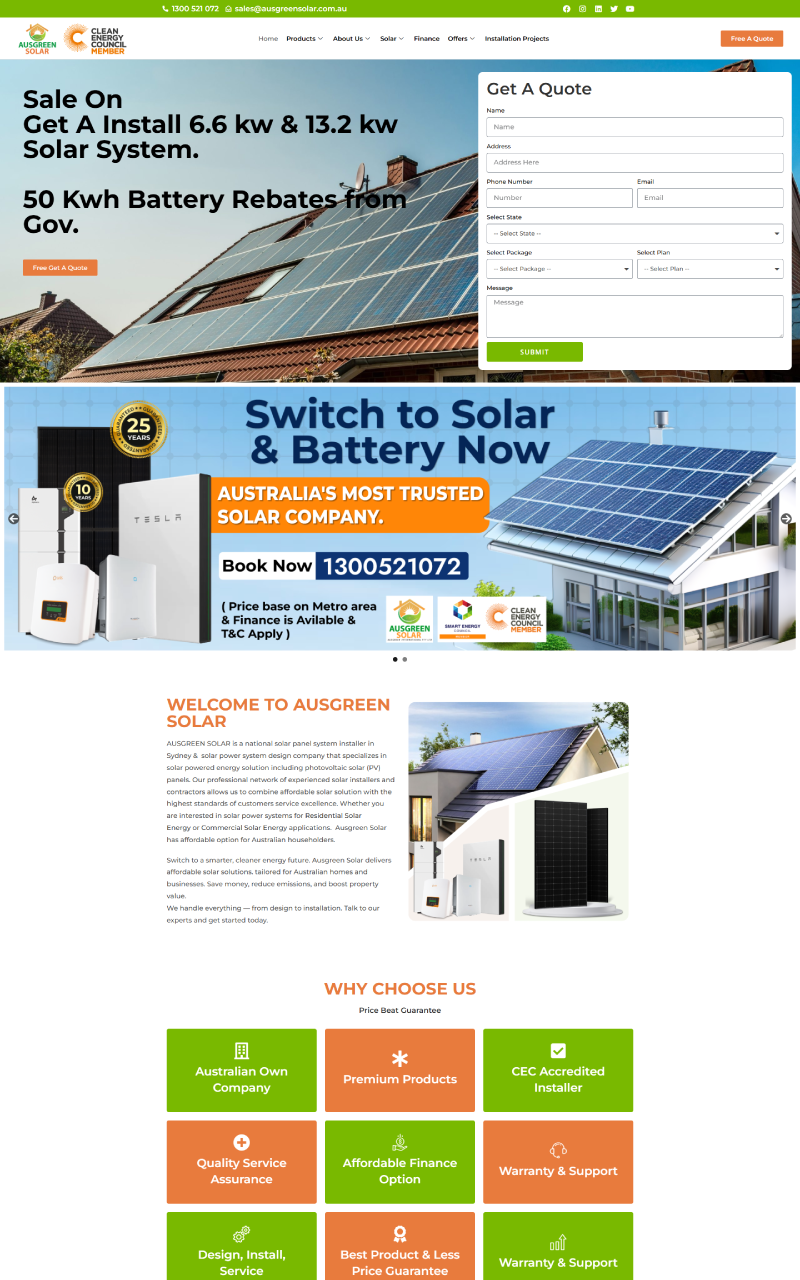 1300 521 072 sales@ausgreensolar.com.au
AUSGREEN
SOLAR
CLEAN
ENERGY
COUNCIL
MEMBER
Home Products About Us Solar Finance Offers Installation Projects
Free A Quote
Sale On
Get A Install 6.6 kw & 13.2 kw
Solar System.
50 Kwh Battery Rebates from
Gov.
Free Get A Quote
Get A Quote
Name
Name
Address
Address Here
Phone Number Email
Number Email
Select State
-- Select State --
Select Package Select Plan
-- Select Package -- -- Select Plan --
Message
Message
SUBMIT
Switch to Solar
& Battery Now
GUARANTEED
25
YEARS
10
YEARS
TESLA
AUSTRALIA'S MOST TRUSTED
SOLAR COMPANY.
Book Now 1300521072
( Price base on Metro area
& Finance is Avilable &
T&C Apply )
AUSGREEN
SOLAR
SMART ENERGY
COUNCIL
CLEAN
ENERGY
COUNCIL
MEMBER
WELCOME TO AUSGREEN
SOLAR
AUSGREEN SOLAR is a national solar panel system installer in
Sydney & solar power system design company that specializes in
solar powered energy solution including photovoltaic solar (PV)
panels. Our professional network of experienced solar installers and
contractors allows us to combine affordable solar solution with the
highest standards of customers service excellence. Whether you
are interested in solar power systems for Residential Solar
Energy or Commercial Solar Energy applications. Ausgreen Solar
has affordable option for Australian householders.
Switch to a smarter, cleaner energy future. Ausgreen Solar delivers
affordable solar solutions, tailored for Australian homes and
businesses. Save money, reduce emissions, and boost property
value.
We handle everything — from design to installation. Talk to our
experts and get started today.
TESLA
WHY CHOOSE US
Price Beat Guarantee
Australian Own
Company
Premium Products
CEC Accredited
Installer
Quality Service
Assurance
Affordable Finance
Option
Warranty & Support
Design, Install,
Service
Best Product & Less
Price Guarantee
Warranty & Support